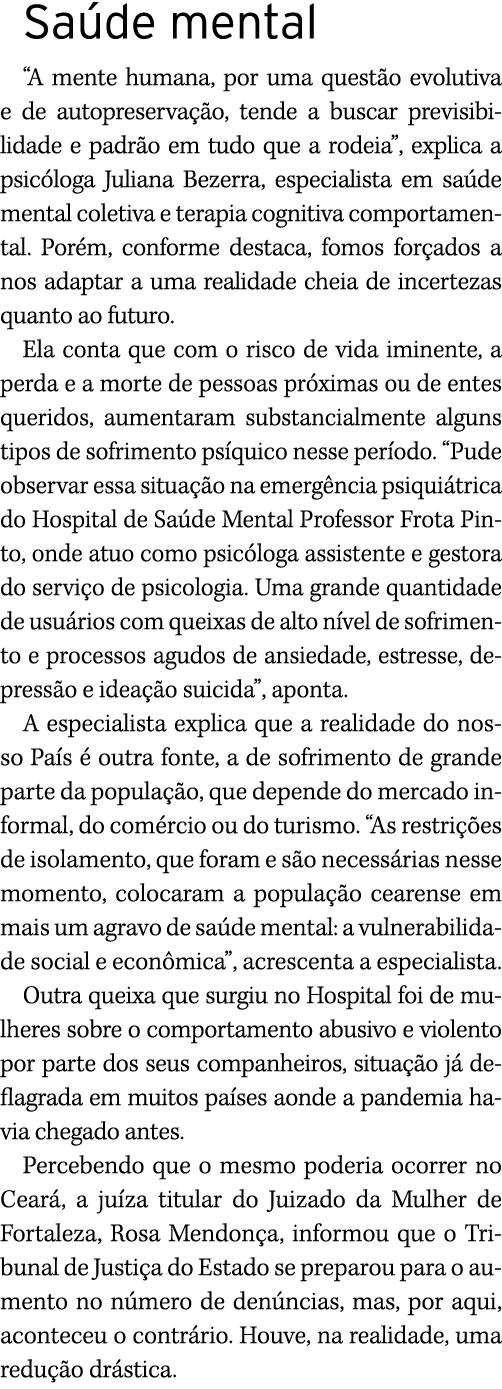 Saúde mental
“A mente humana, por uma questão evolutiva
e de autopreservação, tende a buscar previsibi-
lidade e padrão em tudo que a rodeia”, explica a
psicóloga Juliana Bezerra, especialista em saúde
mental coletiva e terapia cognitiva comportamen-
tal. Porém, conforme destaca, fomos forçados a
nos adaptar a uma realidade cheia de incertezas
quanto ao futuro.
Ela conta que com o risco de vida iminente, a
perda e a morte de pessoas próximas ou de entes
queridos, aumentaram substancialmente alguns
tipos de sofrimento psíquico nesse período. “Pude
observar essa situação na emergência psiquiátrica
do Hospital de Saúde Mental Professor Frota Pin-
to, onde atuo como psicóloga assistente e gestora
do serviço de psicologia. Uma grande quantidade
de usuários com queixas de alto nível de sofrimen-
to e processos agudos de ansiedade, estresse, de-
pressão e ideação suicida”, aponta.
A especialista explica que a realidade do nos-
so País é outra fonte, a de sofrimento de grande
parte da população, que depende do mercado in-
formal, do comércio ou do turismo. “As restrições
de isolamento, que foram e são necessárias nesse
momento, colocaram a população cearense em
mais um agravo de saúde mental: a vulnerabilida-
de social e econômica”, acrescenta a especialista.
Outra queixa que surgiu no Hospital foi de mu-
lheres sobre o comportamento abusivo e violento
por parte dos seus companheiros, situação já de-
flagrada em muitos países aonde a pandemia ha-
via chegado antes.
Percebendo que o mesmo poderia ocorrer no
Ceará, a juíza titular do Juizado da Mulher de
Fortaleza, Rosa Mendonça, informou que o Tri-
bunal de Justiça do Estado se preparou para o au-
mento no número de denúncias, mas, por aqui,
aconteceu o contrário. Houve, na realidade, uma
redução drástica.